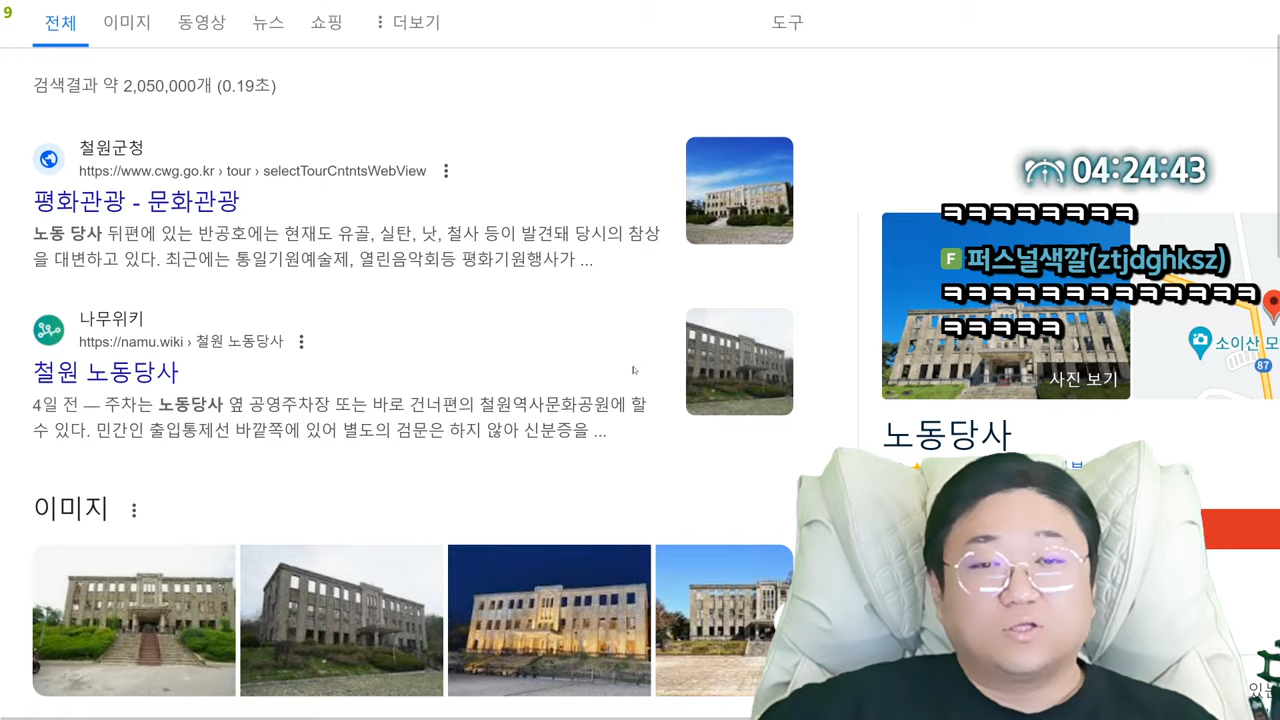 9
전체 이미지 동영상 뉴스 쇼핑 더보기 도구
검색결과 약 2,050,000개 (0.19초)
철원군청
https://www.cwg.go.kr › tour › selectTourCntntsWebView
평화관광 - 문화관광
노동 당사 뒤편에 있는 반공호에는 현재도 유골, 실탄, 낫, 철사 등이 발견돼 당시의 참상
을 대변하고 있다. 최근에는 통일기원예술제, 열린음악회등 평화기원행사가 ...
나무위키
https://namu.wiki › 철원 노동당사
철원 노동당사
4일 전 — 주차는 노동당사 옆 공영주차장 또는 바로 건너편의 철원역사문화공원에 할
수 있다. 민간인 출입통제선 바깥쪽에 있어 별도의 검문은 하지 않아 신분증을 ...
이미지
04:24:43
ㅋㅋㅋㅋㅋㅋㅋㅋ
F 퍼스널색깔(ztjdghksz)
ㅋㅋㅋㅋㅋㅋㅋㅋㅋㅋㅋㅋㅋ
ㅋㅋㅋㅋㅋ
소이산 모
87
사진 보기
노동당사
있는